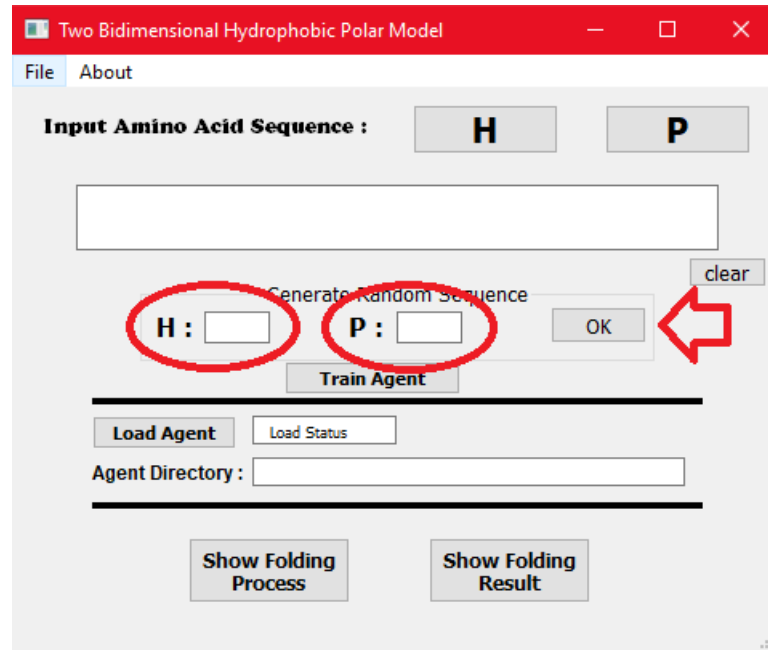 Two Bidimensional Hydrophobic Polar Model
File About
Input Amino Acid Sequence : H P
clear
Generate Random Sequence
H : P : OK
Train Agent
Load Agent Load Status
Agent Directory :
Show Folding Process
Show Folding Result